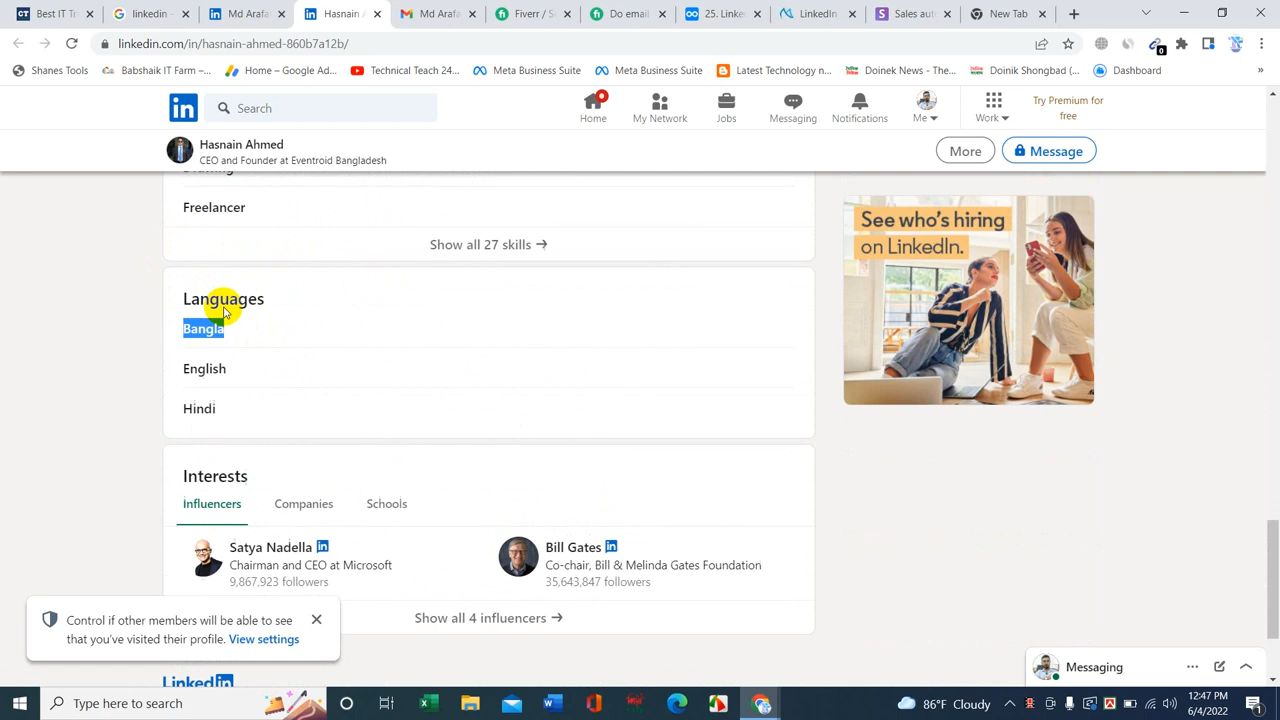 Best IT Tr
linkedin -
Md Arafa
Hasnain A
Md Arafa
Fiverr /
Do email
25. Linke
LinkedIn
Sales aut
New Tab
linkedin.com/in/hasnain-ahmed-860b7a12b/
0
Shanes Tools
Babshaik IT Farm –...
Home – Google Ad...
Technical Teach 24...
Meta Business Suite
Meta Business Suite
Latest Technology n...
Doinek News - The...
Doinik Shongbad (...
Dashboard
»
in
Search
Home
My Network
Jobs
Messaging
Notifications
Me
Work
Try Premium for
free
Hasnain Ahmed
CEO and Founder at Eventroid Bangladesh
More
Message
Freelancer
Show all 27 skills →
See who's hiring
on LinkedIn.
Languages
Bangla
English
Hindi
Interests
Influencers
Companies
Schools
Satya Nadella
Chairman and CEO at Microsoft
9,867,923 followers
Bill Gates
Co-chair, Bill & Melinda Gates Foundation
35,643,847 followers
Show all 4 influencers →
Control if other members will be able to see
that you've visited their profile. View settings
Linkedin
Messaging
Type here to search
86°F Cloudy
12:47 PM
6/4/2022
1